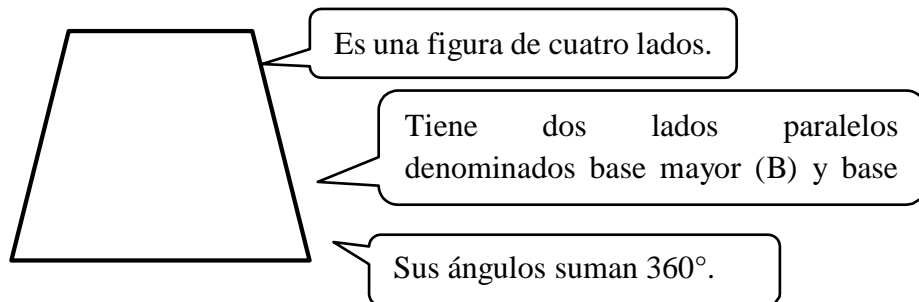 Es una figura de cuatro lados.
Tiene dos lados paralelos
denominados base mayor (B) y base
Sus ángulos suman 360°.